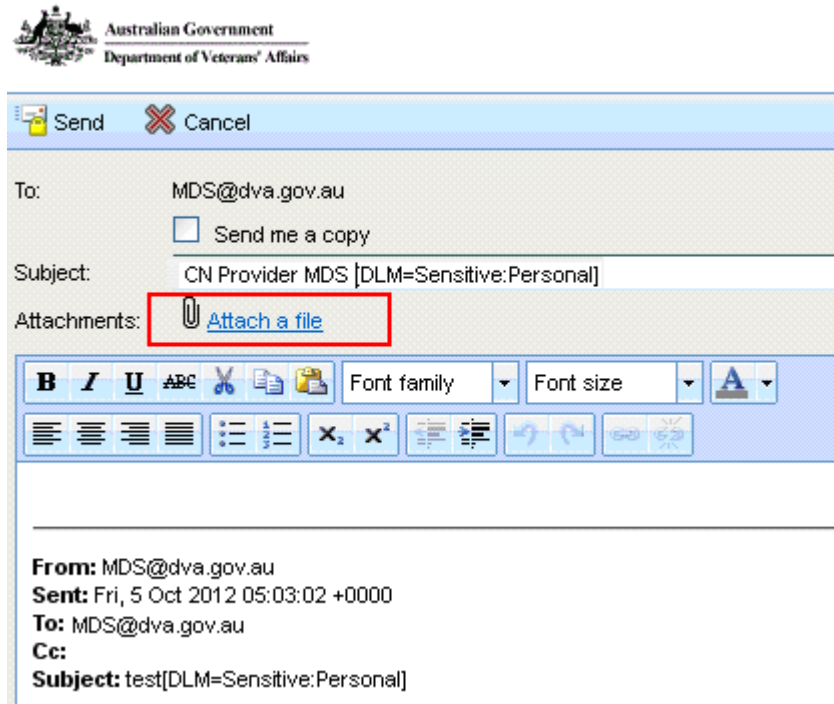 Australian Government
Department of Veterans' Affairs
Send Cancel
To: MDS@dva.gov.au
Send me a copy
Subject: CN Provider MDS [DLM=Sensitive:Personal]
Attachments: Attach a file
B I U ABC Font family Font size A
x₂ x²
From: MDS@dva.gov.au
Sent: Fri, 5 Oct 2012 05:03:02 +0000
To: MDS@dva.gov.au
Cc:
Subject: test[DLM=Sensitive:Personal]